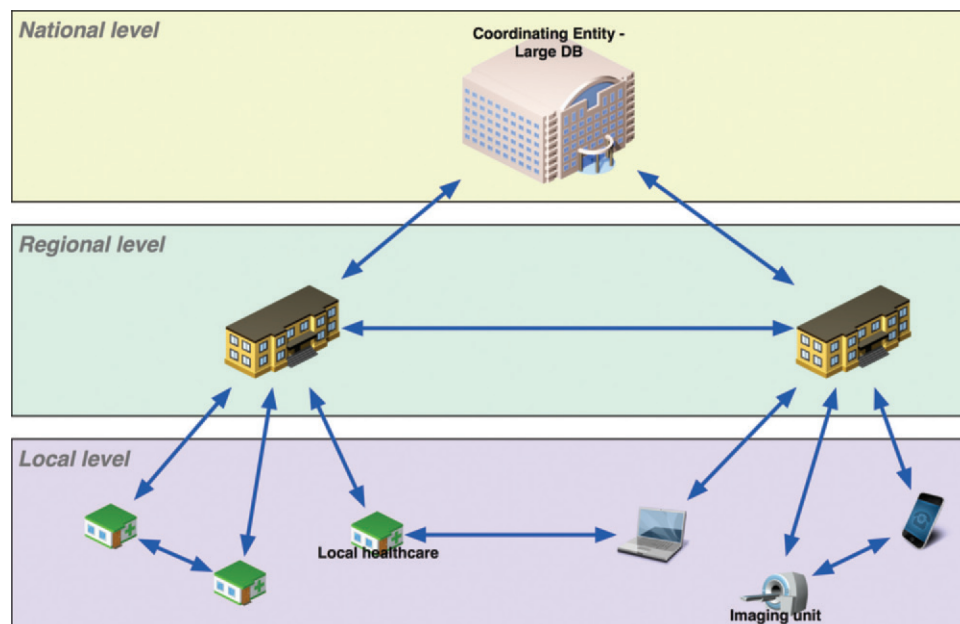 National level
Coordinating Entity -
Large DB
Regional level
Local level
Local healthcare
Imaging unit